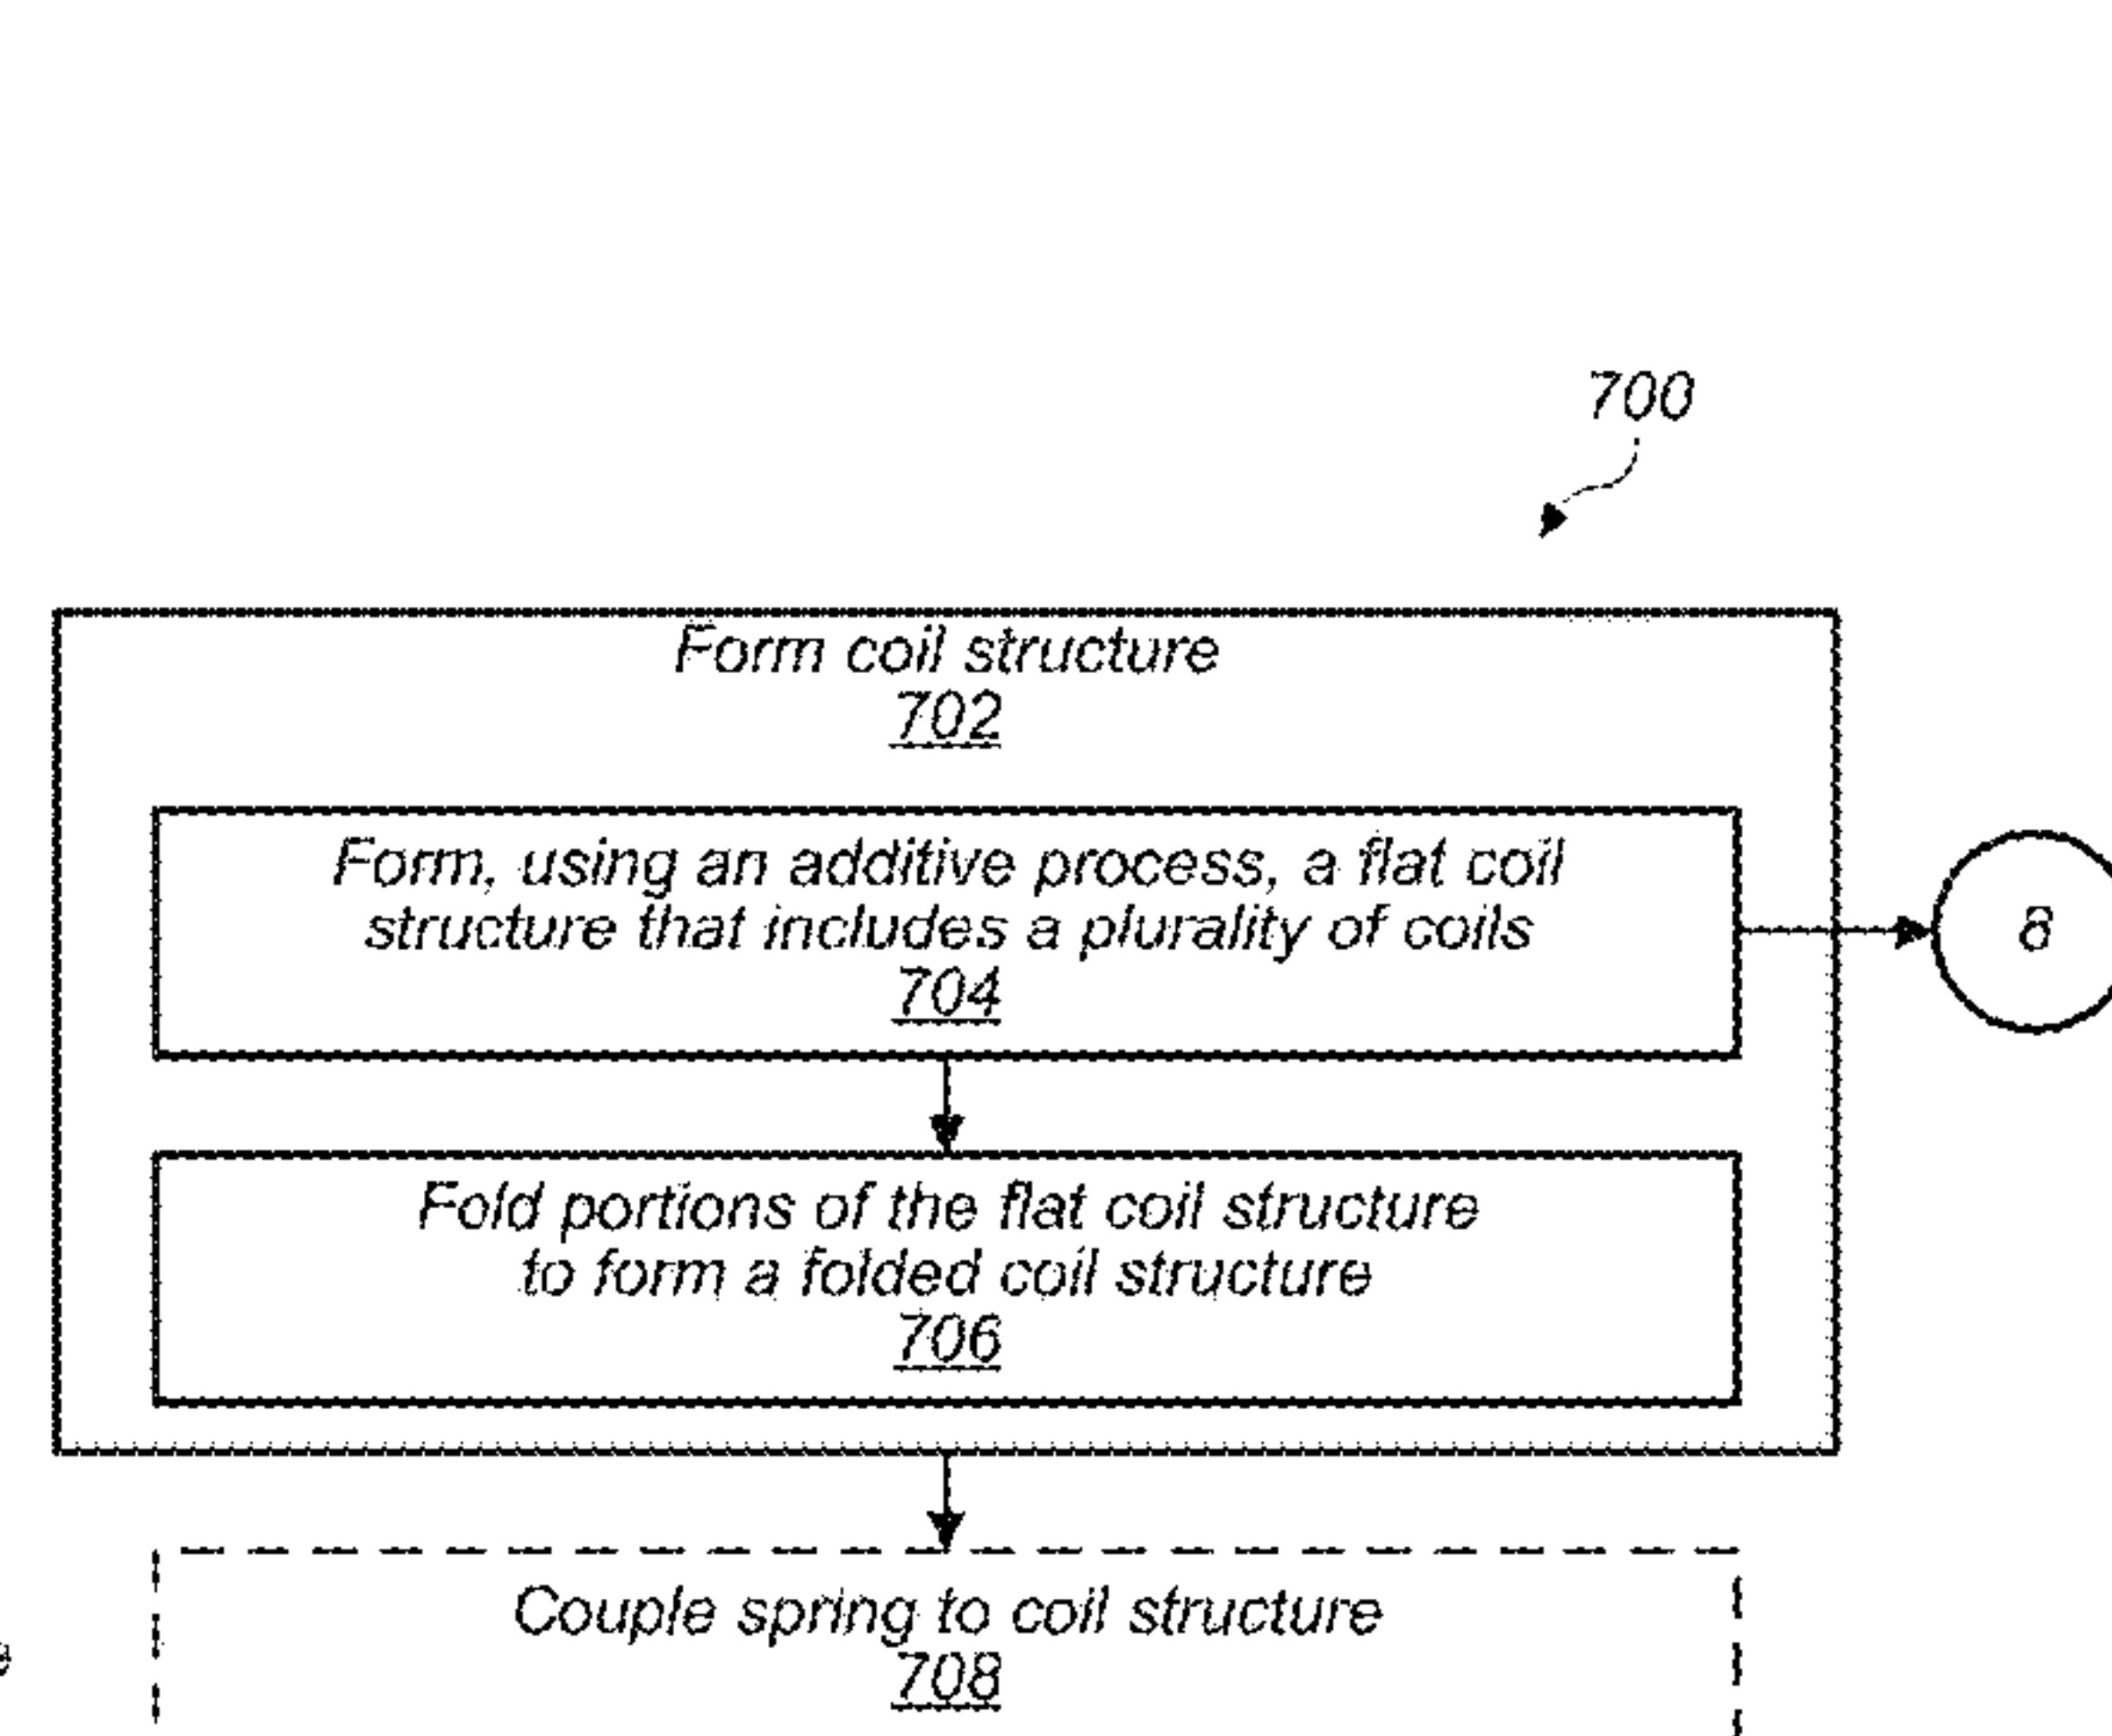 700
Form coil structure
702
Form, using an additive process, a flat coil
structure that includes a plurality of coils
704
8
Fold portions of the flat coil structure
to form a folded coil structure
706
Couple spring to coil structure
708